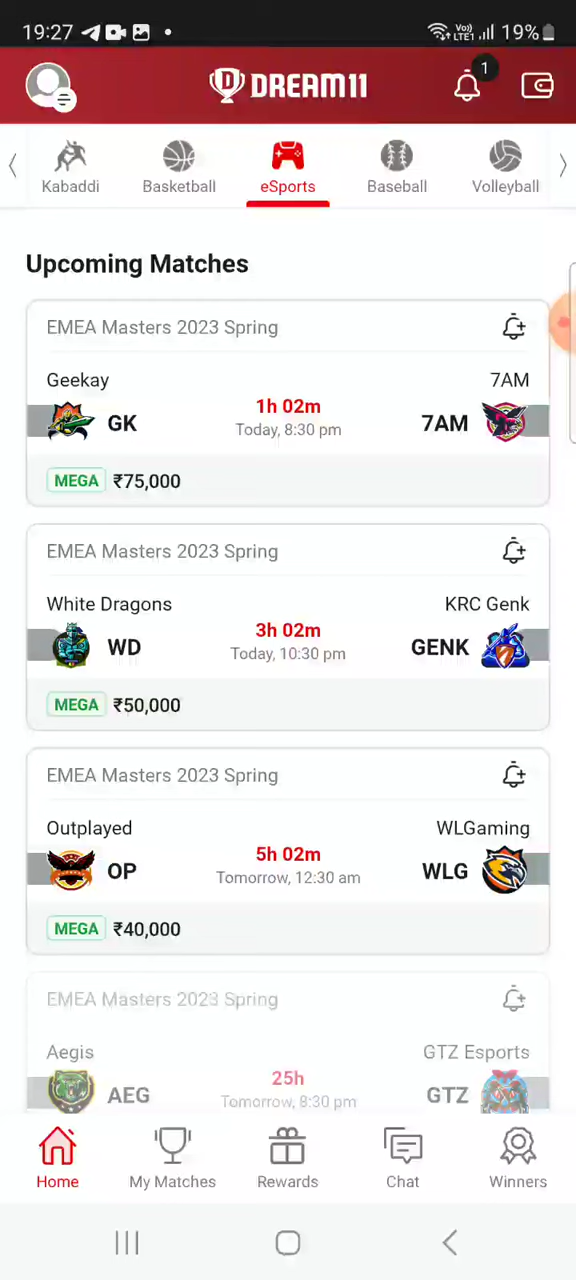 19:27
Vo)) LTE1 19%
DREAM11
1
Kabaddi
Basketball
eSports
Baseball
Volleyball
Upcoming Matches
EMEA Masters 2023 Spring
Geekay
7AM
GK
1h 02m
Today, 8:30 pm
7AM
MEGA ₹75,000
EMEA Masters 2023 Spring
White Dragons
KRC Genk
WD
3h 02m
Today, 10:30 pm
GENK
MEGA ₹50,000
EMEA Masters 2023 Spring
Outplayed
WLGaming
OP
5h 02m
Tomorrow, 12:30 am
WLG
MEGA ₹40,000
EMEA Masters 2023 Spring
Aegis
GTZ Esports
AEG
25h
Tomorrow, 8:30 pm
GTZ
Home
My Matches
Rewards
Chat
Winners